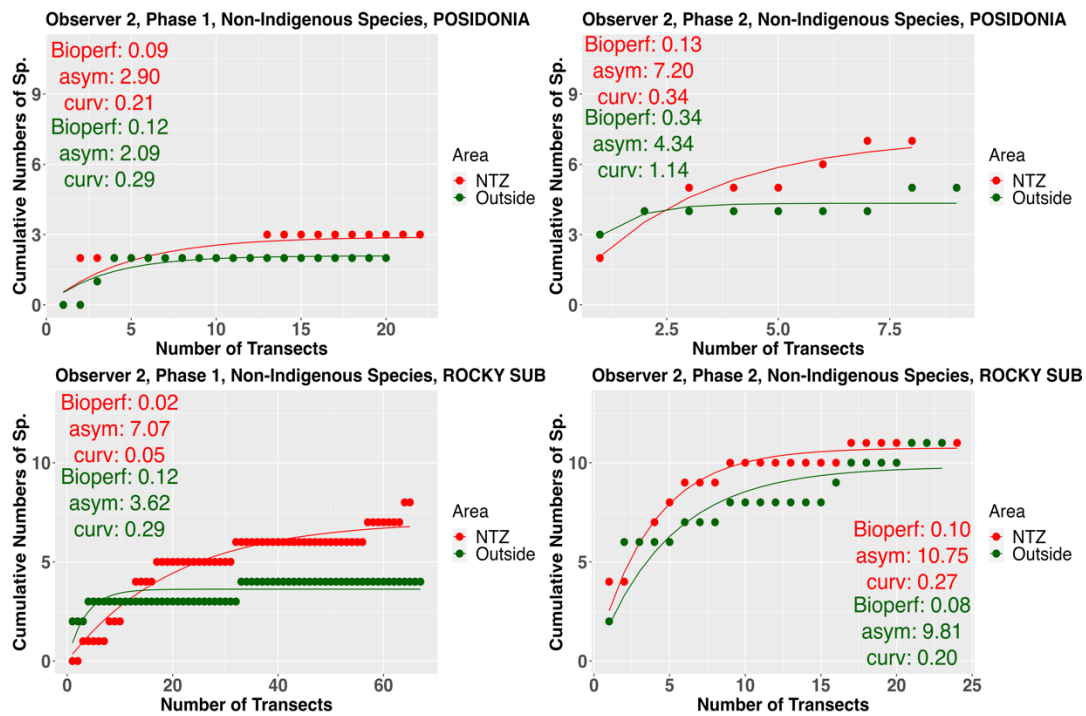 Observer 2, Phase 1, Non-Indigenous Species, POSIDONIA
Bioperf: 0.09
asym: 2.90
curv: 0.21
Bioperf: 0.12
asym: 2.09
curv: 0.29
Cumulative Numbers of Sp.
9
6
3
0
0
5
10
15
20
Number of Transects
Area
NTZ
Outside
Observer 2, Phase 2, Non-Indigenous Species, POSIDONIA
Bioperf: 0.13
asym: 7.20
curv: 0.34
Bioperf: 0.34
asym: 4.34
curv: 1.14
Cumulative Numbers of Sp.
9
6
3
0
2.5
5.0
7.5
Number of Transects
Area
NTZ
Outside
Observer 2, Phase 1, Non-Indigenous Species, ROCKY SUB
Bioperf: 0.02
asym: 7.07
curv: 0.05
Bioperf: 0.12
asym: 3.62
curv: 0.29
Cumulative Numbers of Sp.
10
5
0
0
20
40
60
Number of Transects
Area
NTZ
Outside
Observer 2, Phase 2, Non-Indigenous Species, ROCKY SUB
Cumulative Numbers of Sp.
10
5
0
Bioperf: 0.10
asym: 10.75
curv: 0.27
Bioperf: 0.08
asym: 9.81
curv: 0.20
0
5
10
15
20
25
Number of Transects
Area
NTZ
Outside